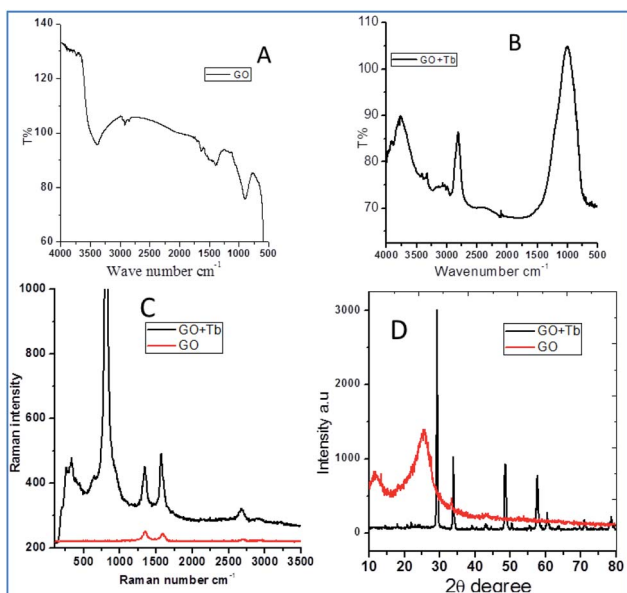 A
GO
140
120
100
80
60
T%
4000 3500 3000 2500 2000 1500 1000 500
Wave number cm-1
B
GO+Tb
110
100
90
80
70
T%
4000 3500 3000 2500 2000 1500 1000 500
Wavenumber cm-1
C
GO+Tb
GO
1000
800
600
400
200
Raman intensity
500 1000 1500 2000 2500 3000 3500
Raman number cm-1
D
GO+Tb
GO
3000
2000
1000
0
Intensity a.u
10 20 30 40 50 60 70 80
2θ degree